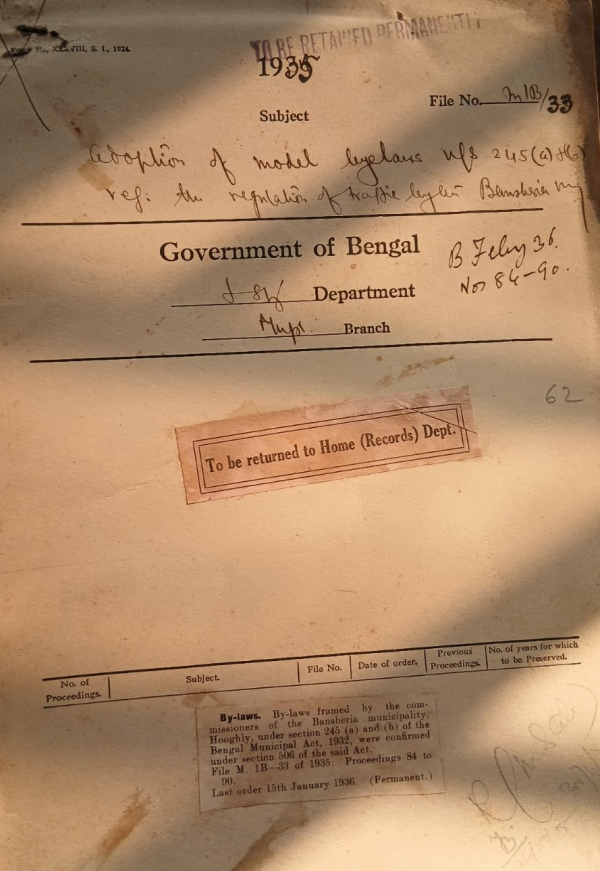 TO BE RETAINED PERMANENTLY
No., XXXVIII, S. I., 1934.
1935
File No. M1B/33
Subject
Adoption of model byelaws u/s 245(a) &(b)
reg: the regulation of traffic by the Bansberia
Government of Bengal
B Feby 36.
Department
Nos 84-90.
Mupl. Branch
62
To be returned to Home (Records) Dept.
No. of Proceedings. Subject. File No. Date of order. Previous Proceedings. No. of years for which to be Preserved.
By-laws. By-laws framed by the com-
missioners of the Bansberia municipality,
Hooghly, under section 245 (a) and (b) of the
Bengal Municipal Act, 1932, were confirmed
under section 506 of the said Act.
File M. 1B—33 of 1935. Proceedings 84 to
90.
Last order 15th January 1936. (Permanent.)